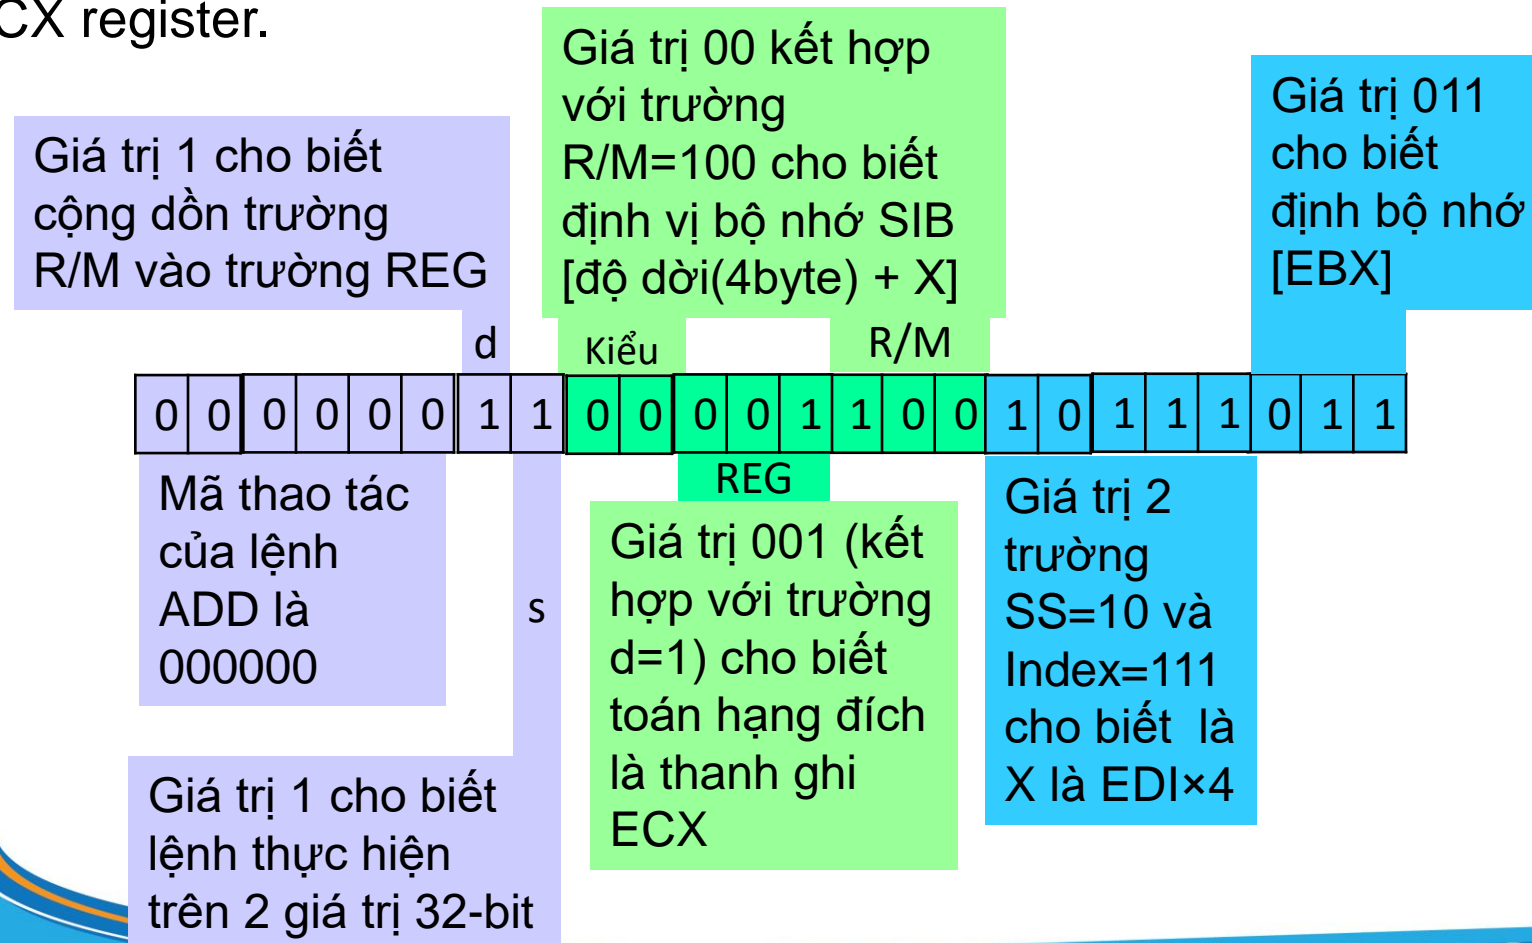 CX register.
Giá trị 1 cho biết
cộng dồn trường
R/M vào trường REG
Giá trị 00 kết hợp
với trường
R/M=100 cho biết
định vị bộ nhớ SIB
[độ dời(4byte) + X]
Giá trị 011
cho biết
định bộ nhớ
[EBX]
d
Kiểu
R/M
0 0 0 0 0 0 1 1 0 0 0 0 1 1 0 0 1 0 1 1 1 0 1 1
Mã thao tác
của lệnh
ADD là
000000
s
REG
Giá trị 001 (kết
hợp với trường
d=1) cho biết
toán hạng đích
là thanh ghi
ECX
Giá trị 2
trường
SS=10 và
Index=111
cho biết là
X là EDI×4
Giá trị 1 cho biết
lệnh thực hiện
trên 2 giá trị 32-bit